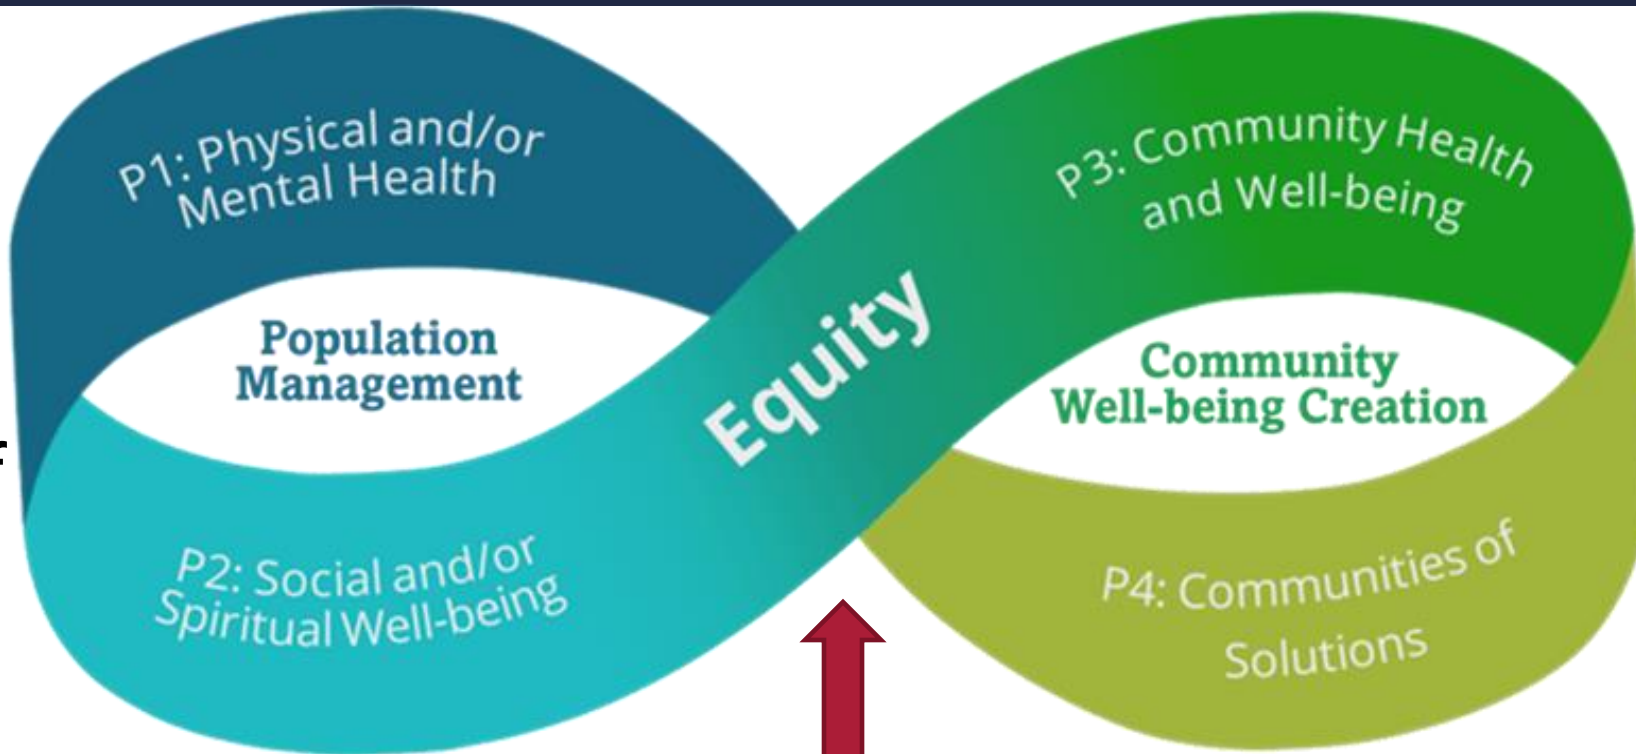 P1: Physical and/or
Mental Health
Population
Management
P2: Social and/or
Spiritual Well-being
Equity
P3: Community Health
and Well-being
Community
Well-being Creation
P4: Communities of
Solutions